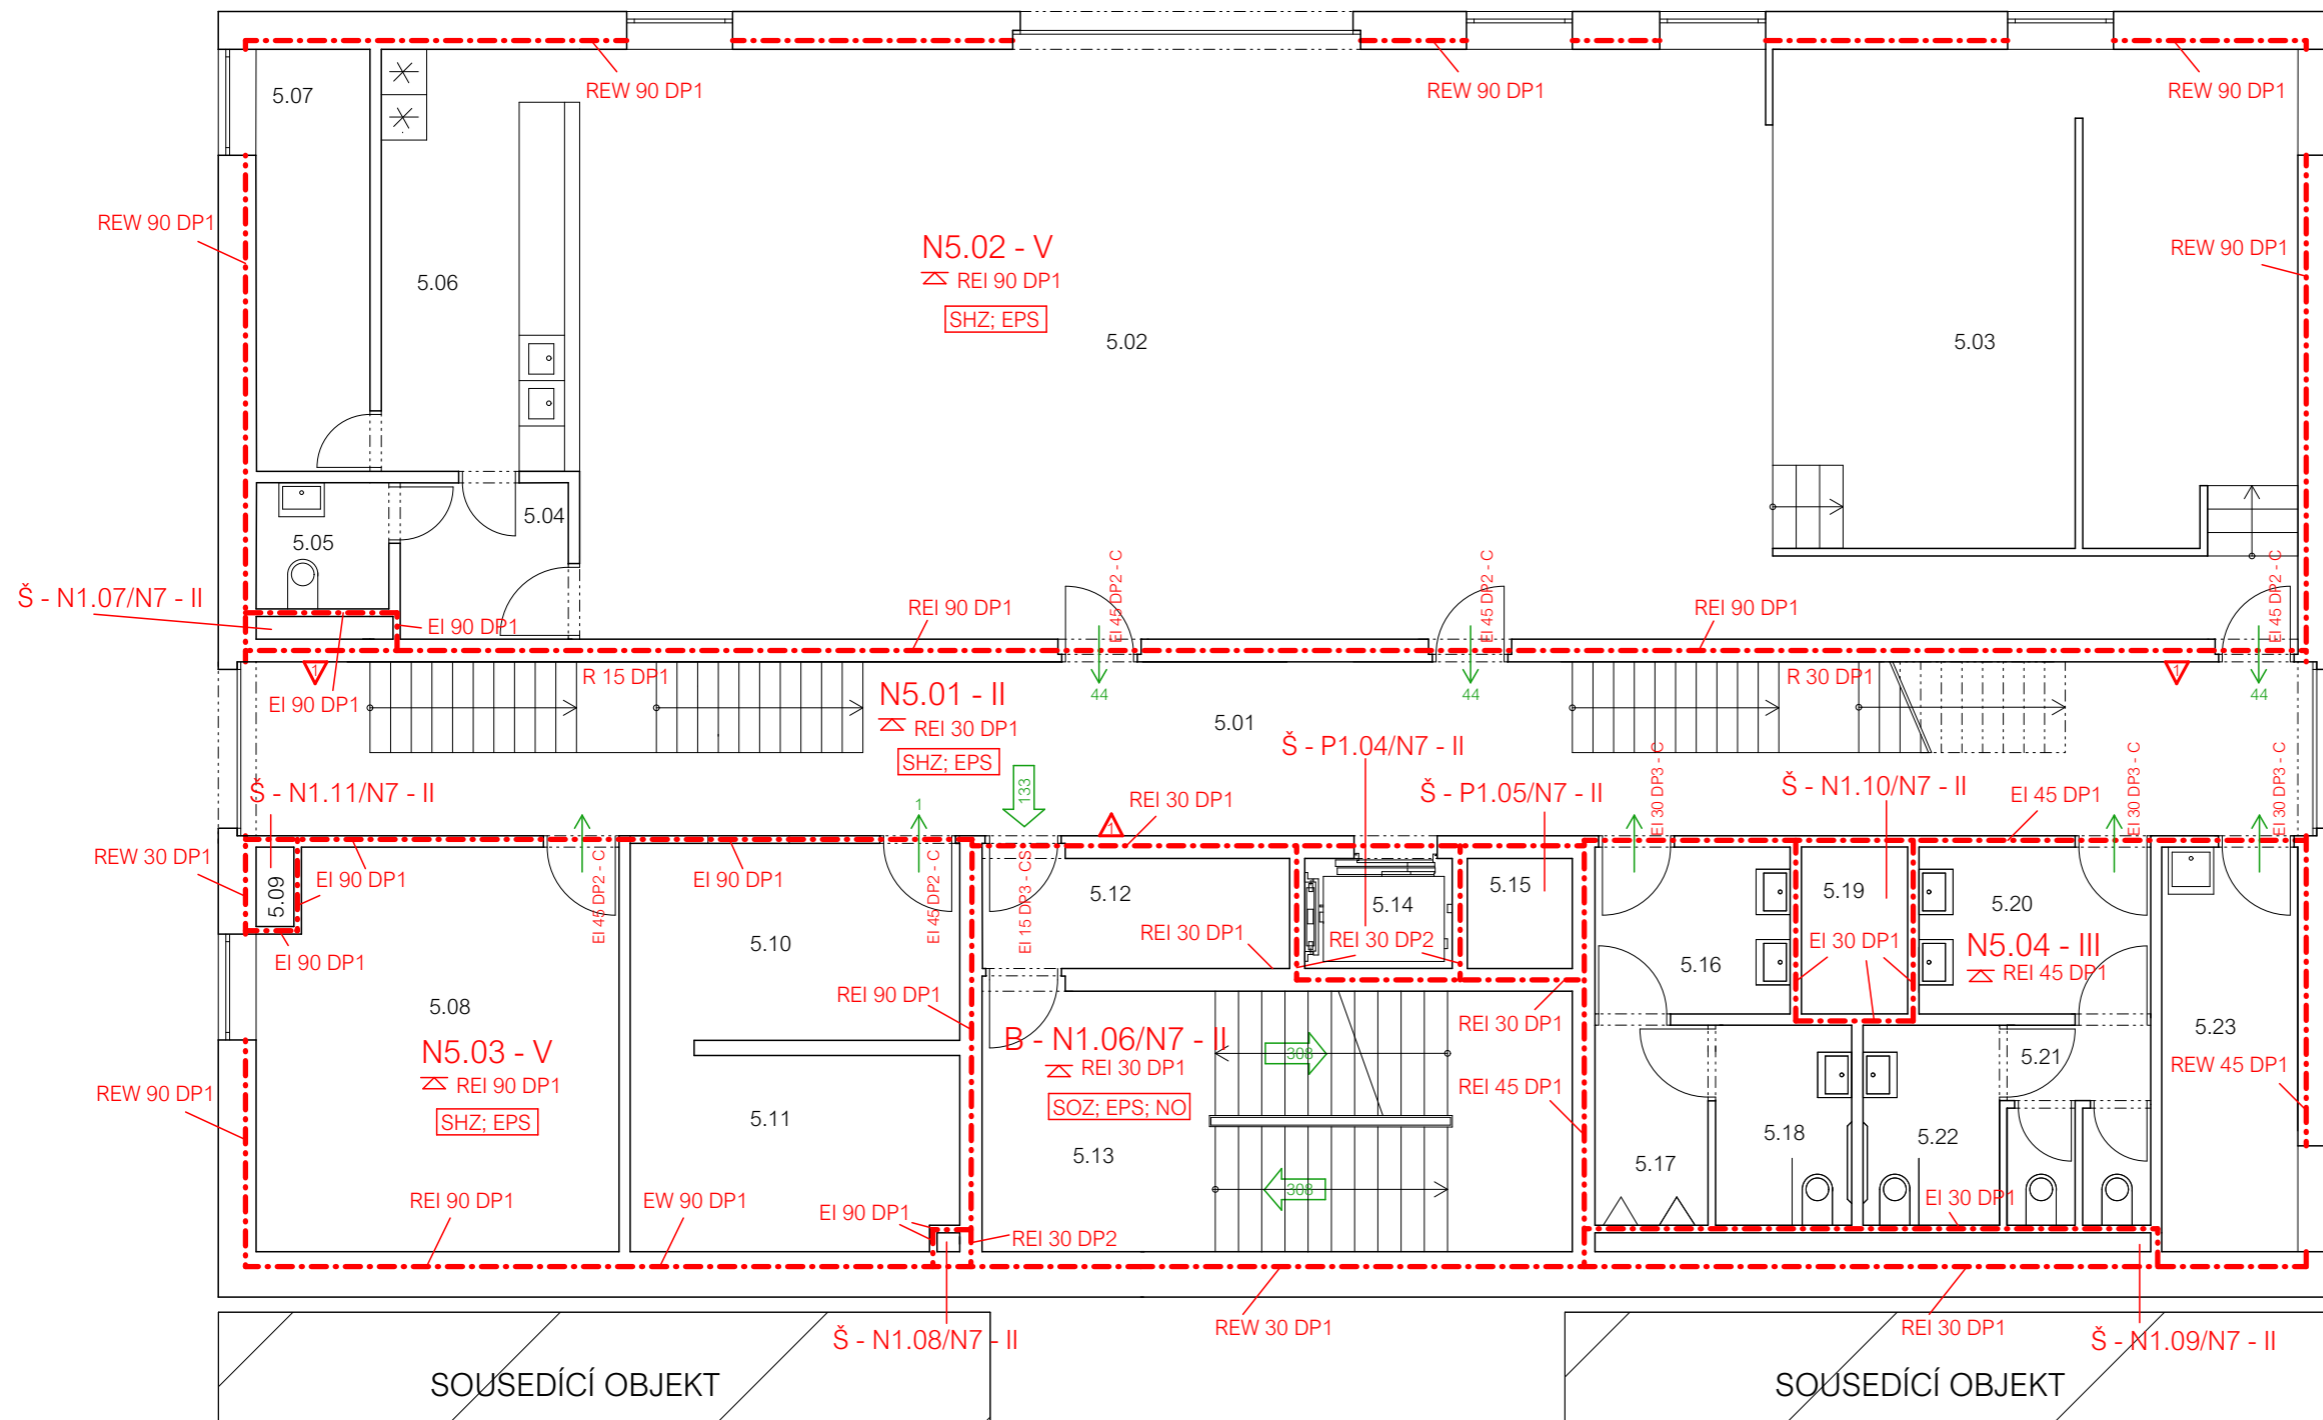 5.07
REW 90 DP1
REW 90 DP1
REW 90 DP1
REW 90 DP1
N5.02 - V
REI 90 DP1
SHZ; EPS
REW 90 DP1
5.06
5.02
5.03
5.04
5.05
Š - N1.07/N7 - II
EI 90 DP1
REI 90 DP1
EI 45 DP2 - C
EI 45 DP2 - C
REI 90 DP1
EI 45 DP2 - C
1
EI 90 DP1
R 15 DP1
N5.01 - II
REI 30 DP1
SHZ; EPS
44
44
44
5.01
R 30 DP1
1
Š - N1.11/N7 - II
1
133
REI 30 DP1
1
Š - P1.04/N7 - II
Š - P1.05/N7 - II
EI 30 DP3 - C
Š - N1.10/N7 - II
EI 45 DP1
EI 30 DP3 - C
EI 30 DP3 - C
REW 30 DP1
5.09
EI 90 DP1
EI 90 DP1
EI 45 DP2 - C
EI 90 DP1
EI 45 DP2 - C
EI 15 DP3 - CS
5.12
5.14
5.15
5.19
5.20
5.10
REI 30 DP1
REI 30 DP2
EI 30 DP1
N5.04 - III
REI 45 DP1
5.16
5.08
REI 90 DP1
REI 30 DP1
5.23
N5.03 - V
REI 90 DP1
SHZ; EPS
B - N1.06/N7 - II
REI 30 DP1
SOZ; EPS; NO
308
REI 45 DP1
5.21
REW 45 DP1
REW 90 DP1
5.11
5.13
5.18
5.22
5.17
308
REI 90 DP1
EW 90 DP1
EI 90 DP1
REI 30 DP2
EI 30 DP1
REW 30 DP1
REI 30 DP1
Š - N1.08/N7 - II
Š - N1.09/N7 - II
SOUSEDÍCÍ OBJEKT
SOUSEDÍCÍ OBJEKT